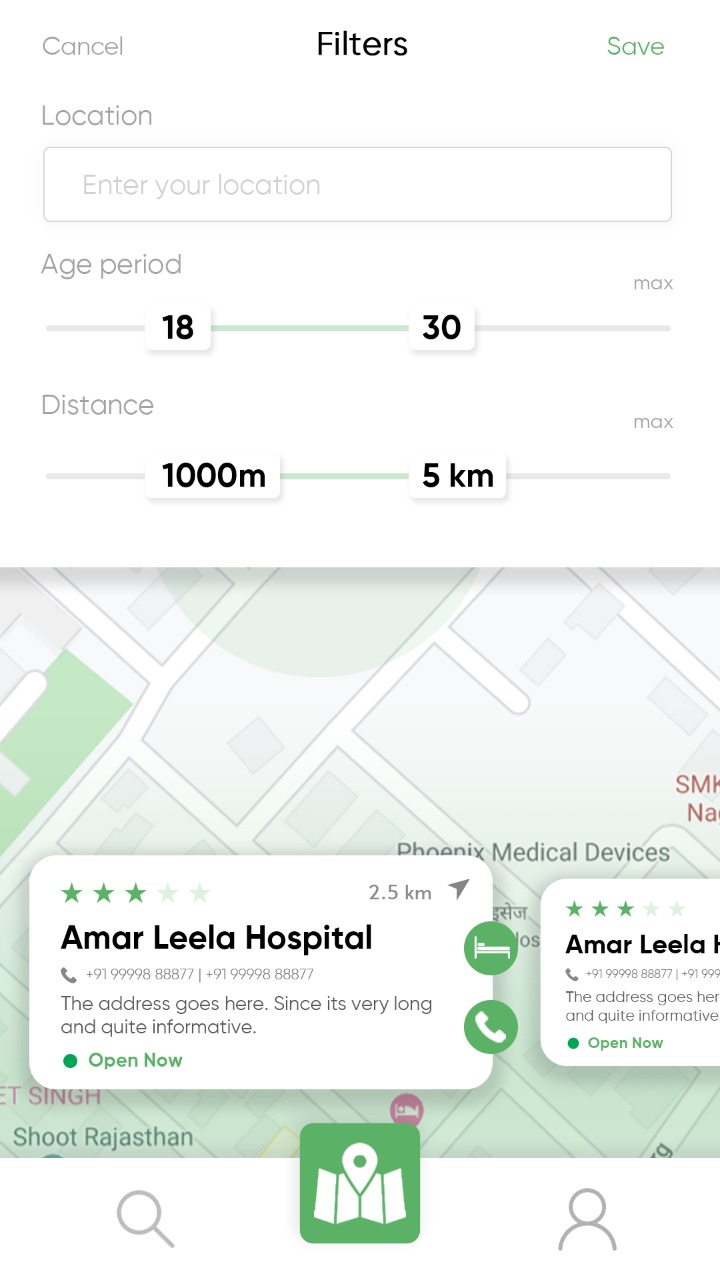 Cancel
Filters
Save
Location
Enter your location
Age period
max
18
30
Distance
max
1000m
5 km
SMK
Nag
Phoenix Medical Devices
2.5 km
Amar Leela Hospital
+91 99998 88877 | +91 99998 88877
The address goes here. Since its very long
and quite informative.
Open Now
Amar Leela H
+91 99998 88877 | +91 999
The address goes her
and quite informative
Open Now
ET SINGH
Shoot Rajasthan